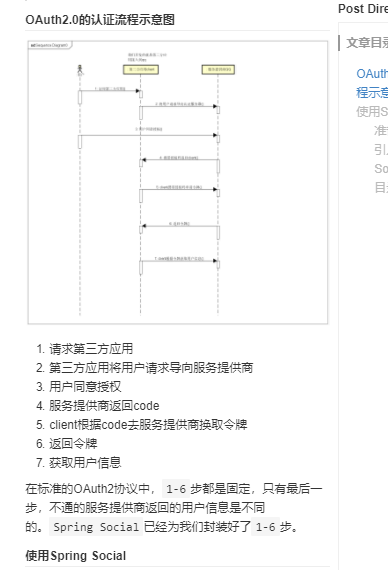 Post Dire
OAuth2.0的认证流程示意图
文章目录
OAuth
程示意
使用S
准
引
So
目
1. 请求第三方应用
2. 第三方应用将用户请求导向服务提供商
3. 用户同意授权
4. 服务提供商返回code
5. client根据code去服务提供商换取令牌
6. 返回令牌
7. 获取用户信息
在标准的OAuth2协议中， 1-6 步都是固定，只有最后一
步，不通的服务提供商返回的用户信息是不同
的。 Spring Social 已经为我们封装好了 1-6 步。
使用Spring Social